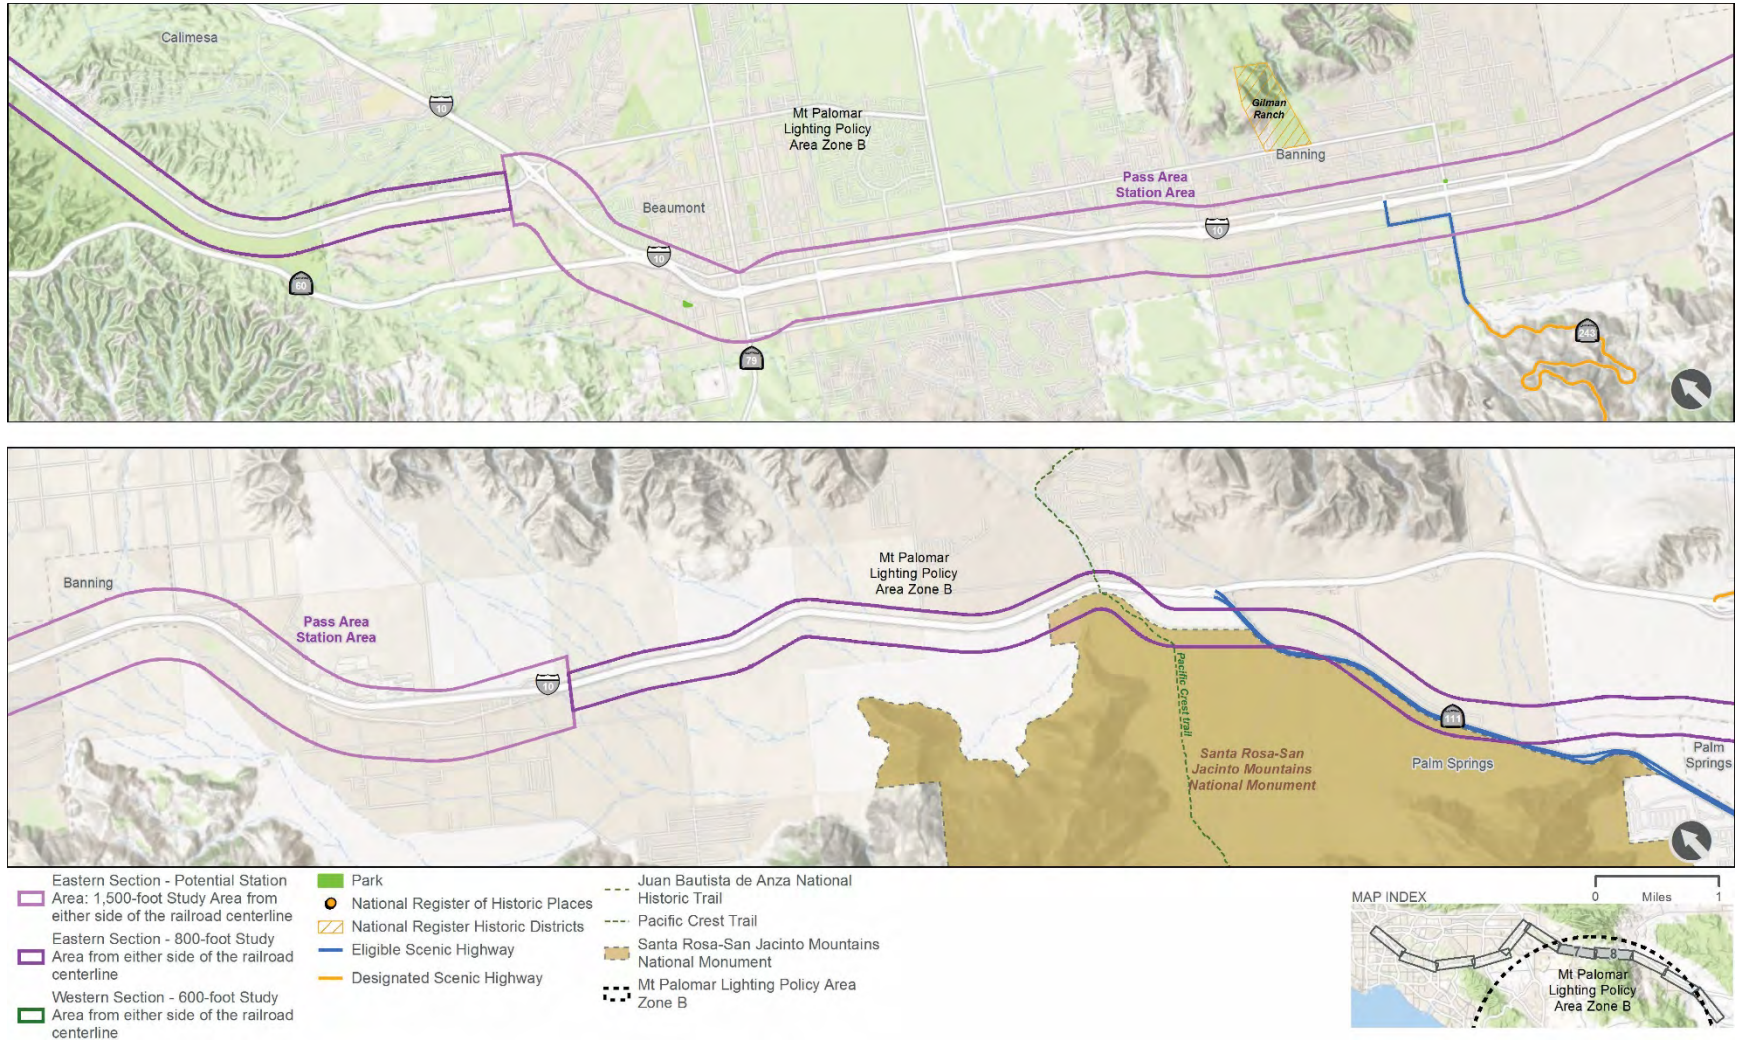 Calimesa
10
Mt Palomar
Lighting Policy
Area Zone B
Gilman
Ranch
Banning
Pass Area
Station Area
Beaumont
10
10
60
79
243
Banning
Pass Area
Station Area
10
Mt Palomar
Lighting Policy
Area Zone B
Pacific Crest trail
111
Santa Rosa-San
Jacinto Mountains
National Monument
Palm Springs
Palm
Springs
Eastern Section - Potential Station
Area: 1,500-foot Study Area from
either side of the railroad centerline
Eastern Section - 800-foot Study
Area from either side of the railroad
centerline
Western Section - 600-foot Study
Area from either side of the railroad
centerline
Park
National Register of Historic Places
National Register Historic Districts
Eligible Scenic Highway
Designated Scenic Highway
Juan Bautista de Anza National
Historic Trail
Pacific Crest Trail
Santa Rosa-San Jacinto Mountains
National Monument
Mt Palomar Lighting Policy Area
Zone B
MAP INDEX
0 Miles 1
8
Mt Palomar
Lighting Policy
Area Zone B